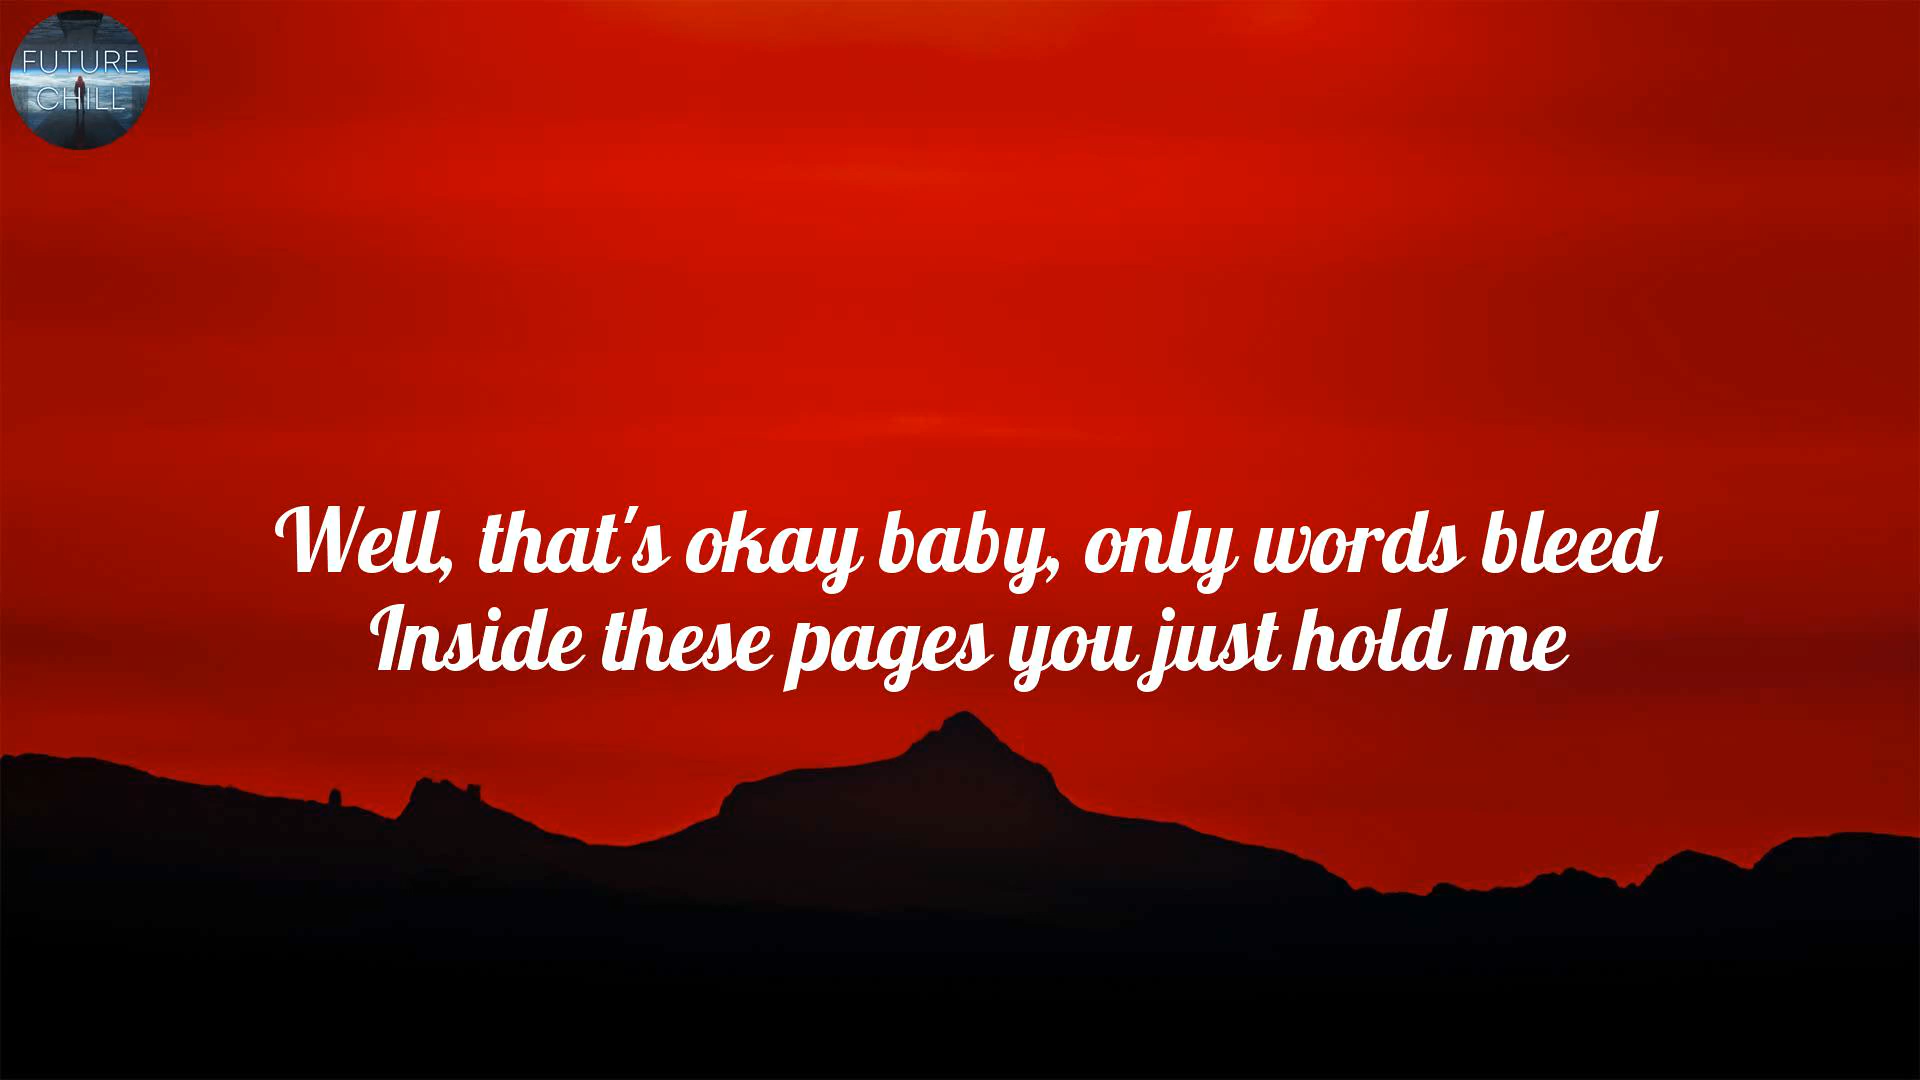 FUTURE
CHILL
Well, that's okay baby, only words bleed
Inside these pages you just hold me